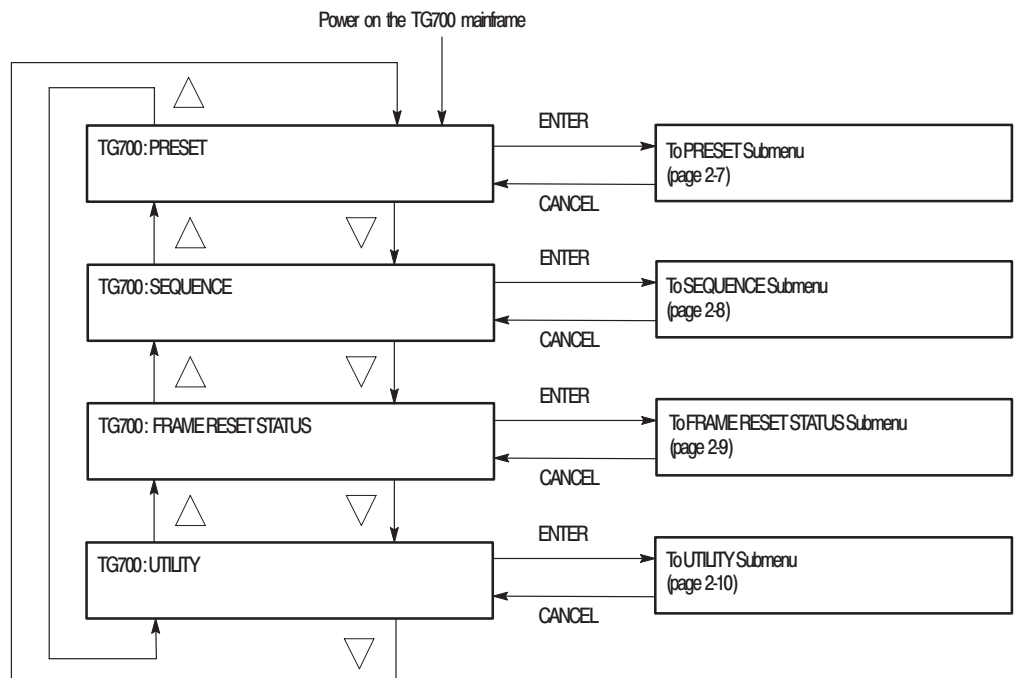 Power on the TG700 mainframe
ENTER
TG700: PRESET
To PRESET Submenu
(page 2-7)
CANCEL
ENTER
TG700: SEQUENCE
To SEQUENCE Submenu
(page 2-8)
CANCEL
ENTER
TG700: FRAME RESET STATUS
To FRAME RESET STATUS Submenu
(page 2-9)
CANCEL
ENTER
TG700: UTILITY
To UTILITY Submenu
(page 2-10)
CANCEL